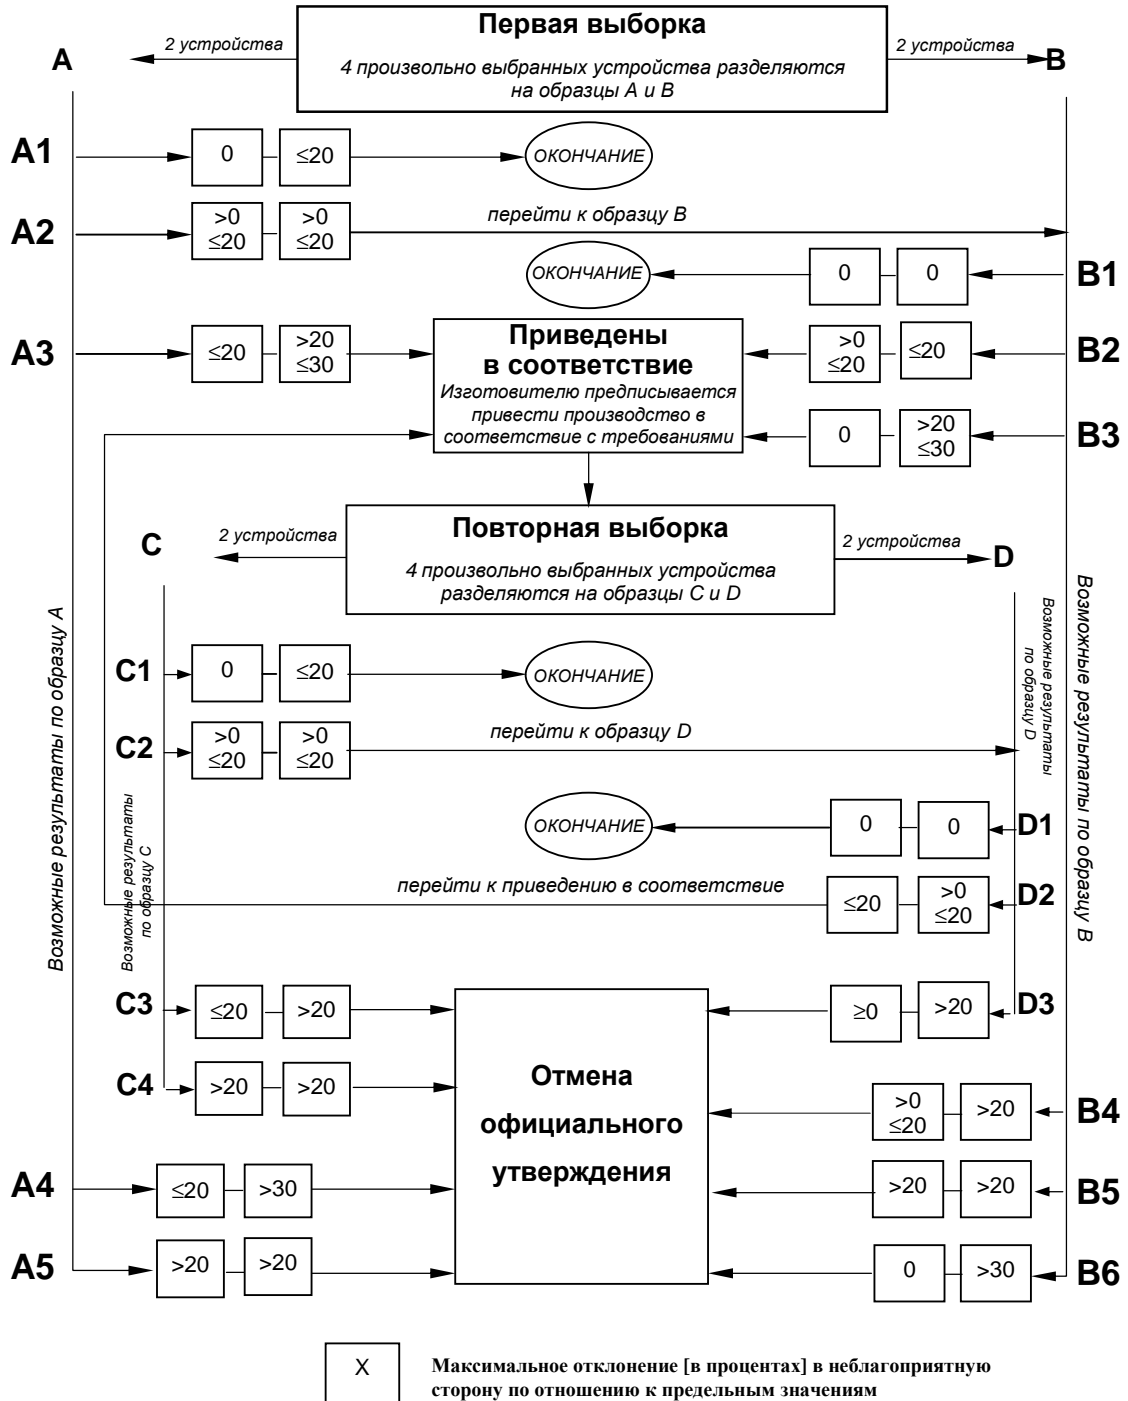 Первая выборка
4 произвольно выбранных устройства разделяются
на образцы А и В
2 устройства
2 устройства
A
B
A1
0
≤20
ОКОНЧАНИЕ
A2
>0
≤20
>0
≤20
перейти к образцу В
ОКОНЧАНИЕ
0
0
B1
A3
≤20
>20
≤30
Приведены
в соответствие
Изготовителю предписывается
привести производство в
соответствие с требованиями
>0
≤20
≤20
B2
0
>20
≤30
B3
Повторная выборка
4 произвольно выбранных устройства
разделяются на образцы С и D
2 устройства
2 устройства
C
D
Возможные результаты по образцу А
Возможные результаты
по образцу С
Возможные результаты
по образцу D
Возможные результаты по образцу В
C1
0
≤20
ОКОНЧАНИЕ
C2
>0
≤20
>0
≤20
перейти к образцу D
ОКОНЧАНИЕ
0
0
D1
перейти к приведению в соответствие
≤20
>0
≤20
D2
C3
≤20
>20
≥0
>20
D3
Отмена
официального
утверждения
C4
>20
>20
>0
≤20
>20
B4
A4
≤20
>30
>20
>20
B5
A5
>20
>20
0
>30
B6
X
Максимальное отклонение [в процентах] в неблагоприятную
сторону по отношению к предельным значениям